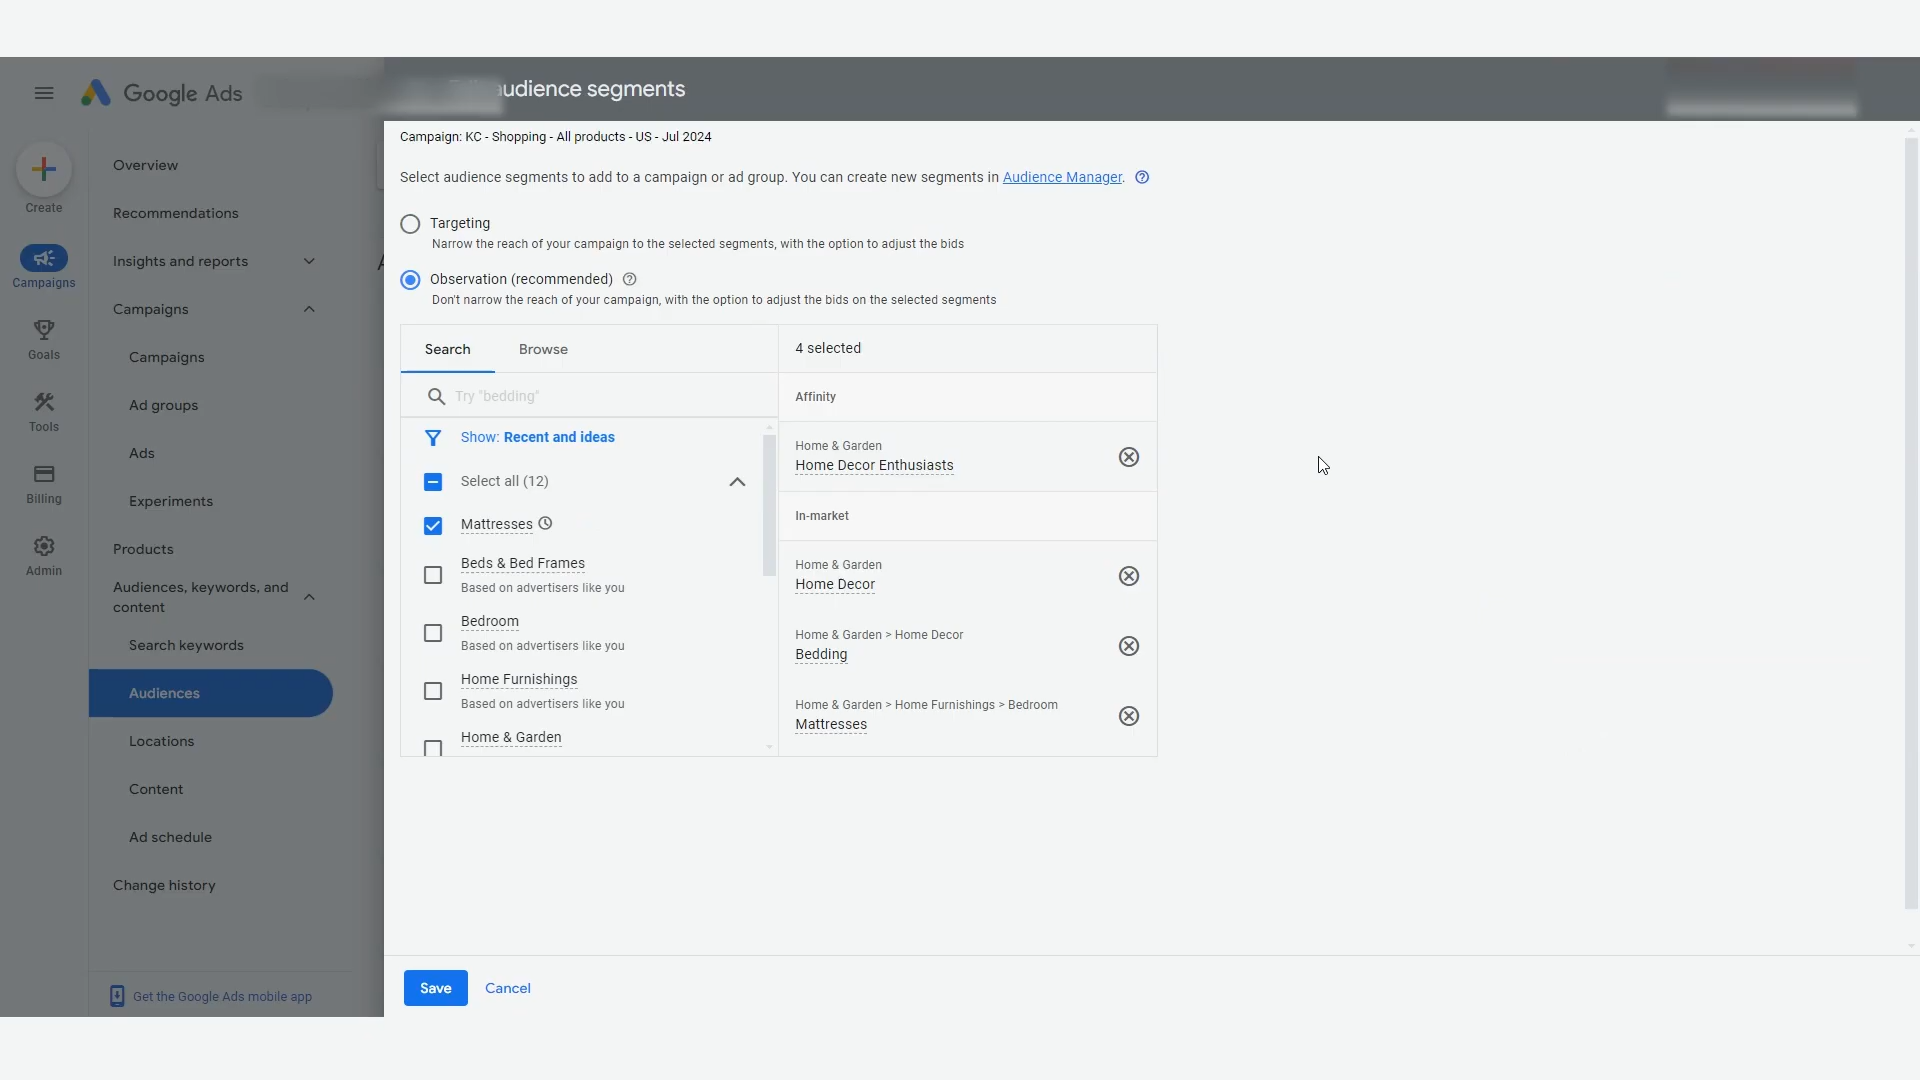 Google Ads
audience segments
Create
Campaigns
Goals
Tools
Billing
Admin
Overview
Recommendations
Insights and reports
Campaigns
Campaigns
Ad groups
Ads
Experiments
Products
Audiences, keywords, and
content
Search keywords
Audiences
Locations
Content
Ad schedule
Change history
Get the Google Ads mobile app
Campaign: KC - Shopping - All products - US - Jul 2024
Select audience segments to add to a campaign or ad group. You can create new segments in Audience Manager.
Targeting
Narrow the reach of your campaign to the selected segments, with the option to adjust the bids
Observation (recommended)
Don't narrow the reach of your campaign, with the option to adjust the bids on the selected segments
Search Browse
Try "bedding"
Show: Recent and ideas
Select all (12)
Mattresses
Beds & Bed Frames
Based on advertisers like you
Bedroom
Based on advertisers like you
Home Furnishings
Based on advertisers like you
Home & Garden
4 selected
Affinity
Home & Garden
Home Decor Enthusiasts
In-market
Home & Garden
Home Decor
Home & Garden > Home Decor
Bedding
Home & Garden > Home Furnishings > Bedroom
Mattresses
Save Cancel